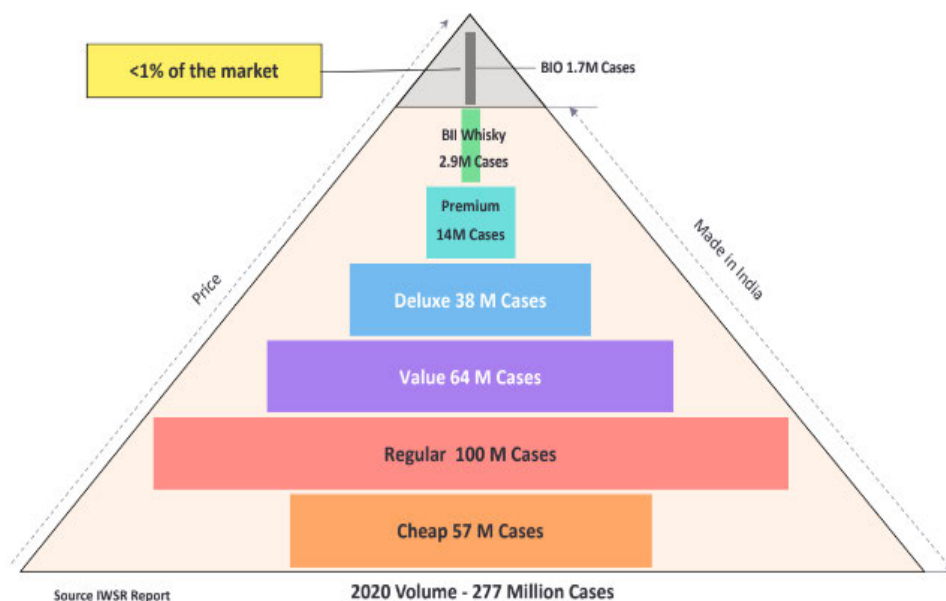 <1% of the market
BIO 1.7M Cases
BII Whisky
2.9M Cases
Premium
14M Cases
Price
Made in India
Deluxe 38 M Cases
Value 64 M Cases
Regular 100 M Cases
Cheap 57 M Cases
Source IWSR Report
2020 Volume - 277 Million Cases